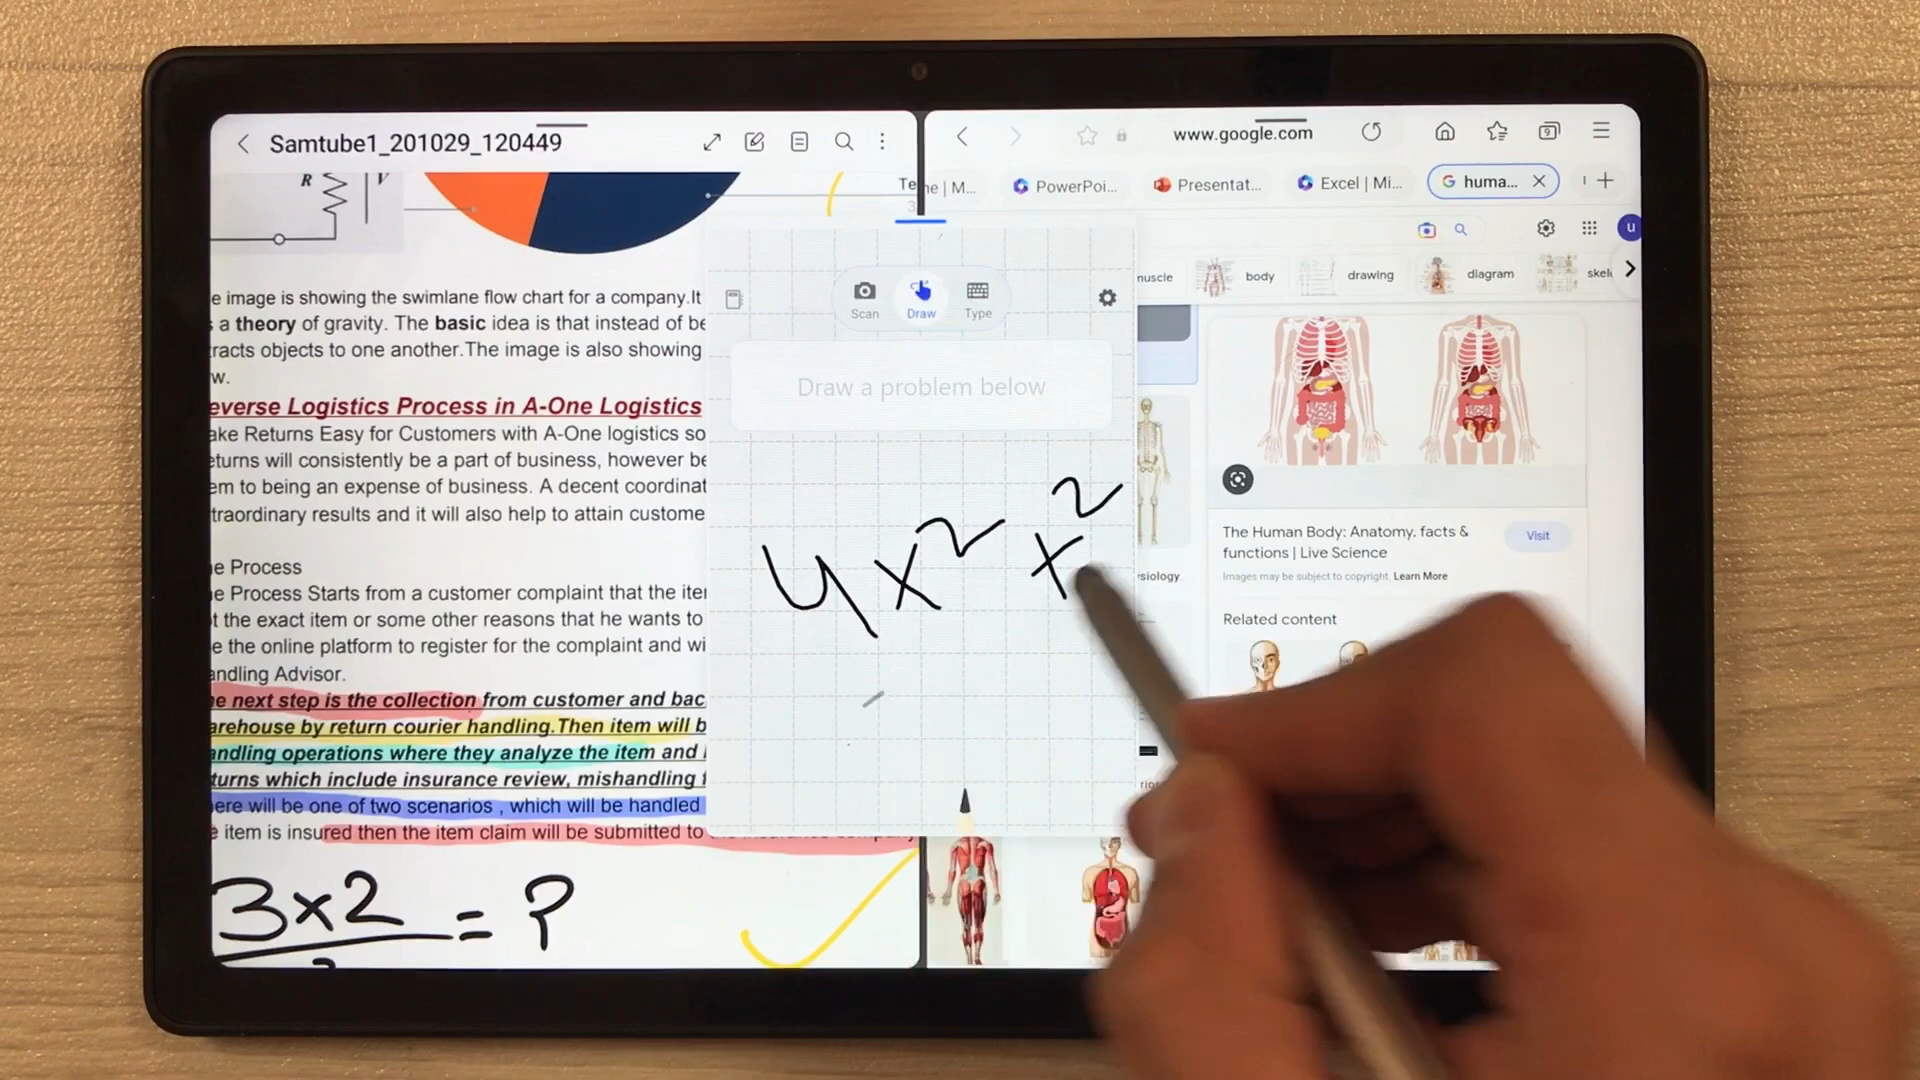 Samtube1_201029_120449
R V
Te
3
e image is showing the swimlane flow chart for a company.It
a theory of gravity. The basic idea is that instead of be
racts objects to one another.The image is also showing
w.
everse Logistics Process in A-One Logistics
ake Returns Easy for Customers with A-One logistics so
eturns will consistently be a part of business, however be
em to being an expense of business. A decent coordinat
traordinary results and it will also help to attain custome
e Process
e Process Starts from a customer complaint that the iter
t the exact item or some other reasons that he wants to
e the online platform to register for the complaint and wi
andling Advisor.
e next step is the collection from customer and bac
arehouse by return courier handling.Then item will b
andling operations where they analyze the item and
turns which include insurance review, mishandling
ere will be one of two scenarios , which will be handled
e item is insured then the item claim will be submitted to
3x2 = ?
Scan Draw Type
Draw a problem below
4x² x²
www.google.com
9
ne | M... PowerPoi... Presentat... Excel | Mi... huma...
u
muscle body drawing diagram skele
The Human Body: Anatomy, facts &
functions | Live Science
Visit
Images may be subject to copyright. Learn More
ysiology
Related content